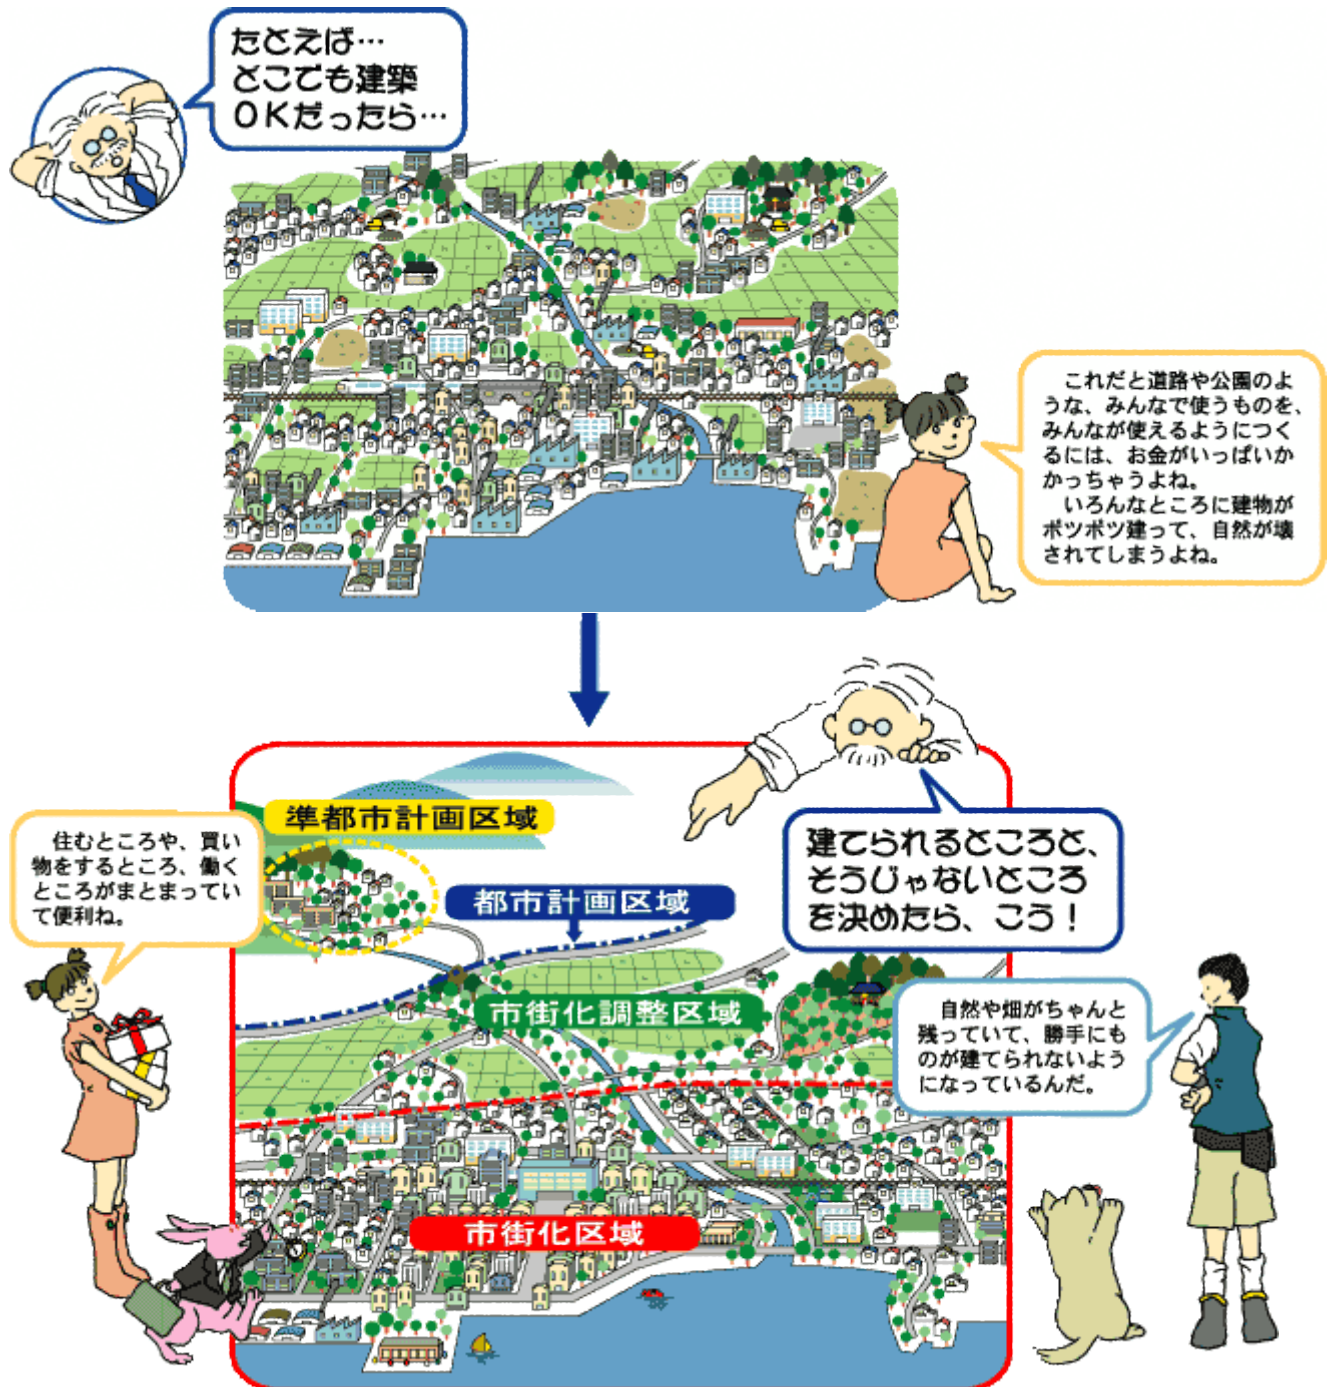 たとえば…
どこでも建築
OKだったら…
これだと道路や公園のよ
うな、みんなで使うものを、
みんなが使えるようにつく
るには、お金がいっぱいか
かっちゃうよね。
いろんなところに建物が
ポツポツ建って、自然が壊
されてしまうよね。
建てられるところと、
そうじゃないところ
を決めたら、こう！
準都市計画区域
住むところや、買い
物をするところ、働く
ところがまとまってい
て便利ね。
都市計画区域
市街化調整区域
自然や畑がちゃんと
残っていて、勝手にも
のが建てられないよう
になっているんだ。
市街化区域